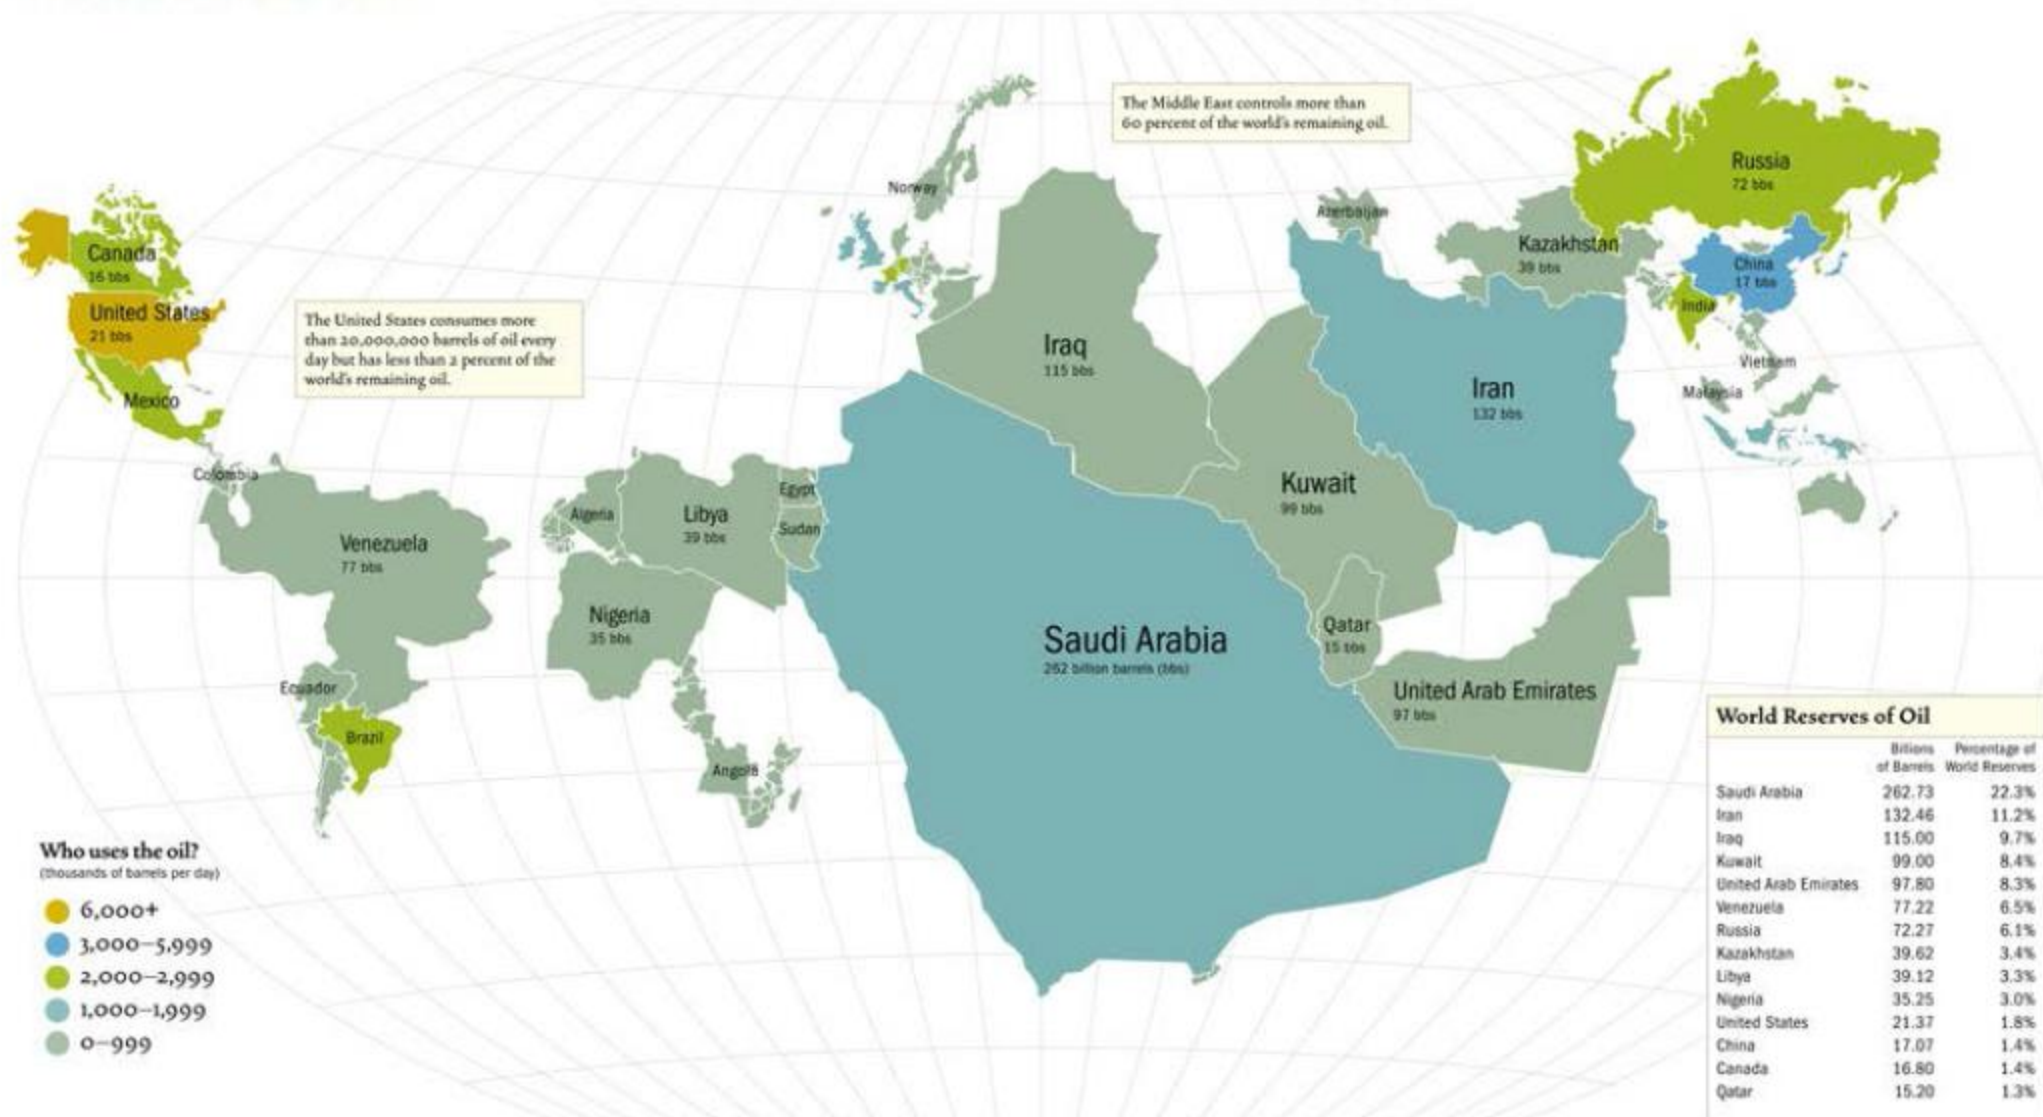 The Middle East controls more than
60 percent of the world's remaining oil.
Russia
72 bbs
Norway
Azerbaijan
Canada
16 bbs
Kazakhstan
39 bbs
China
17 bbs
United States
21 bbs
India
The United States consumes more
than 20,000,000 barrels of oil every
day but has less than 2 percent of the
world's remaining oil.
Iraq
115 bbs
Vietnam
Iran
132 bbs
Malaysia
Mexico
Colombia
Kuwait
99 bbs
Egypt
Algeria
Libya
39 bbs
Sudan
Venezuela
77 bbs
Nigeria
35 bbs
Qatar
15 bbs
Saudi Arabia
262 billion barrels (bbs)
Ecuador
United Arab Emirates
97 bbs
Brazil
Angola
World Reserves of Oil
Billions of Barrels Percentage of World Reserves
Saudi Arabia 262.73 22.3%
Iran 132.46 11.2%
Iraq 115.00 9.7%
Kuwait 99.00 8.4%
United Arab Emirates 97.80 8.3%
Venezuela 77.22 6.5%
Russia 72.27 6.1%
Kazakhstan 39.62 3.4%
Libya 39.12 3.3%
Nigeria 35.25 3.0%
United States 21.37 1.8%
China 17.07 1.4%
Canada 16.80 1.4%
Qatar 15.20 1.3%
Who uses the oil?
(thousands of barrels per day)
6,000+
3,000–5,999
2,000–2,999
1,000–1,999
0–999